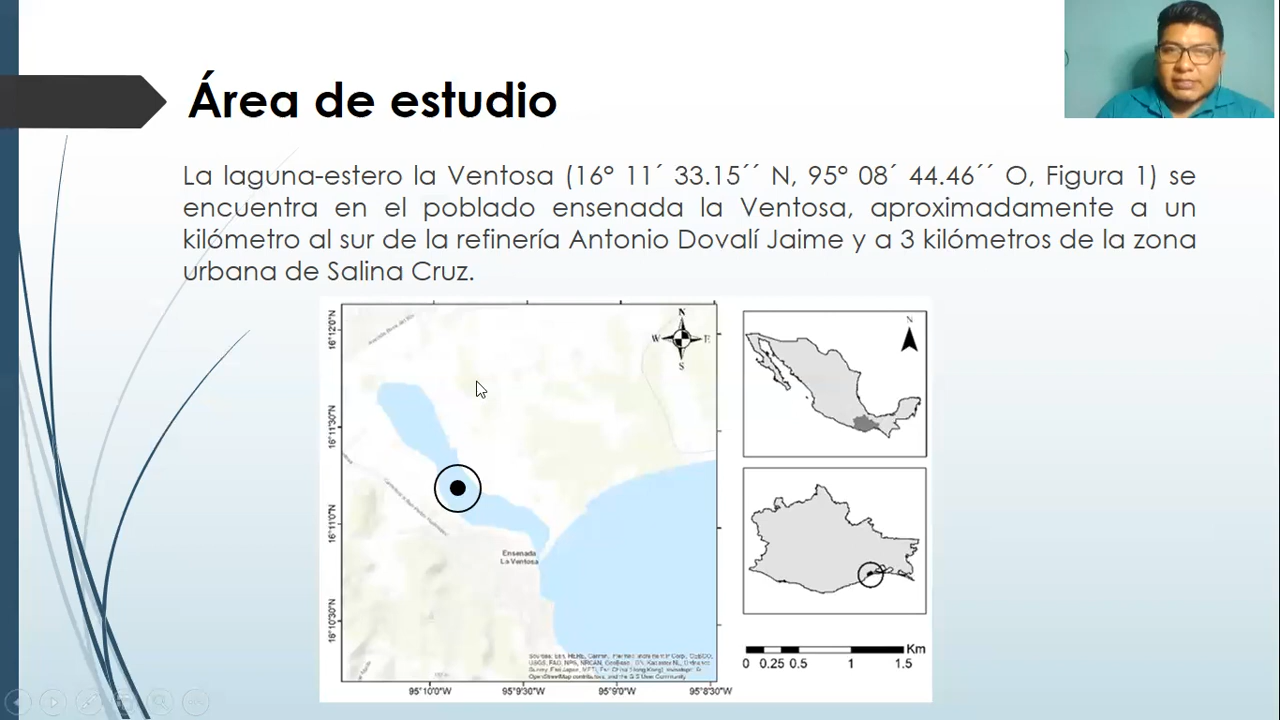 Área de estudio
La laguna-estero la Ventosa (16° 11´ 33.15´´ N, 95° 08´ 44.46´´ O, Figura 1) se
encuentra en el poblado ensenada la Ventosa, aproximadamente a un
kilómetro al sur de la refinería Antonio Dovalí Jaime y a 3 kilómetros de la zona
urbana de Salina Cruz.
N
W E
S
16°12'0"N
16°11'30"N
16°11'0"N
16°10'30"N
Ensenada
La Ventosa
95°10'0"W 95°9'30"W 95°9'0"W 95°8'30"W
N
Km
0 0.25 0.5 1 1.5